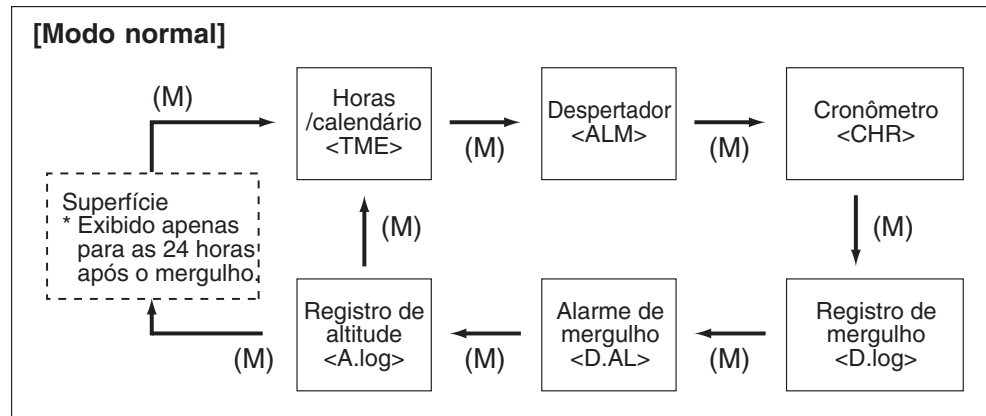 [Modo normal]
(M)
Horas
/calendário
<TME>
(M)
Despertador
<ALM>
(M)
Cronômetro
<CHR>
(M)
Superfície
* Exibido apenas
para as 24 horas
após o mergulho.
(M)
(M)
Registro de
altitude
<A.log>
(M)
Alarme de
mergulho
<D.AL>
(M)
Registro de
mergulho
<D.log>